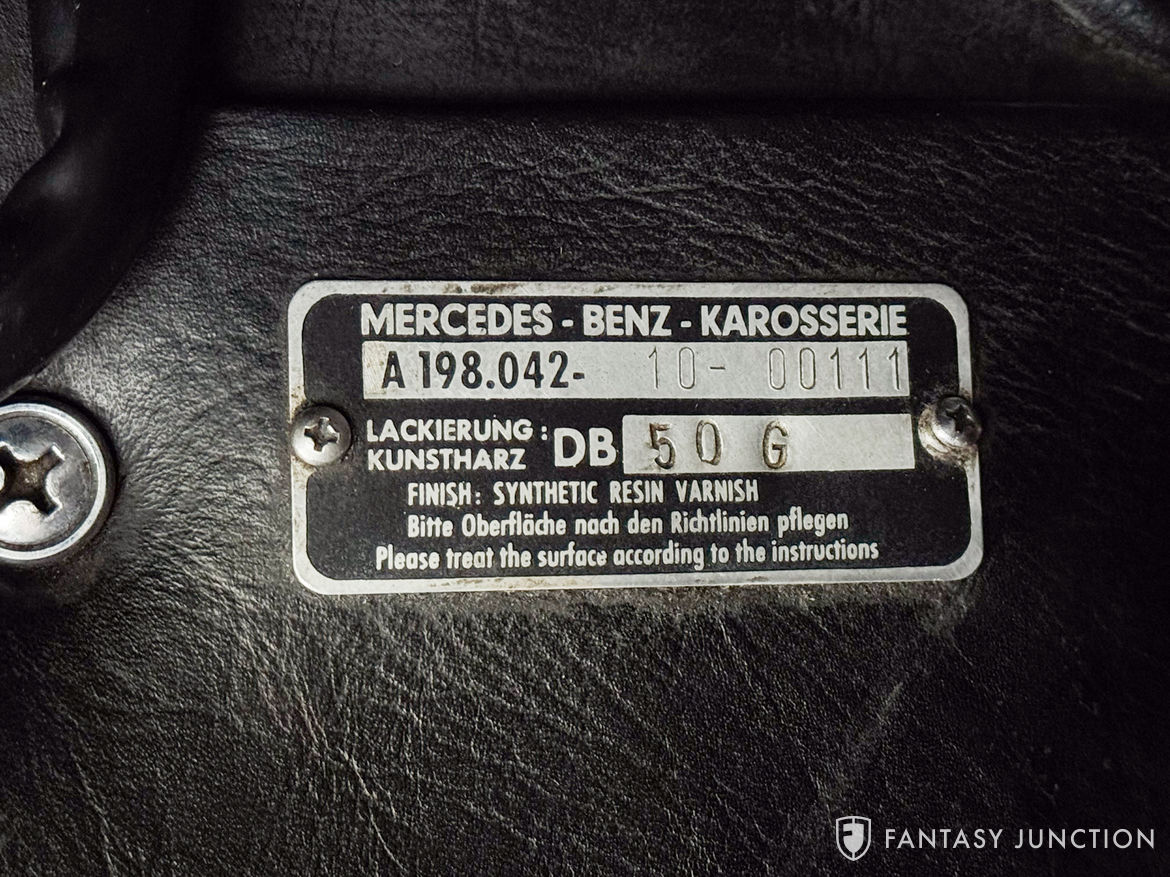 MERCEDES - BENZ - KAROSSERIE
A 198.042- 10- 00111
LACKIERUNG : DB 50 G
KUNSTHARZ
FINISH: SYNTHETIC RESIN VARNISH
Bitte Oberfläche nach den Richtlinien pflegen
Please treat the surface according to the instructions
FANTASY JUNCTION